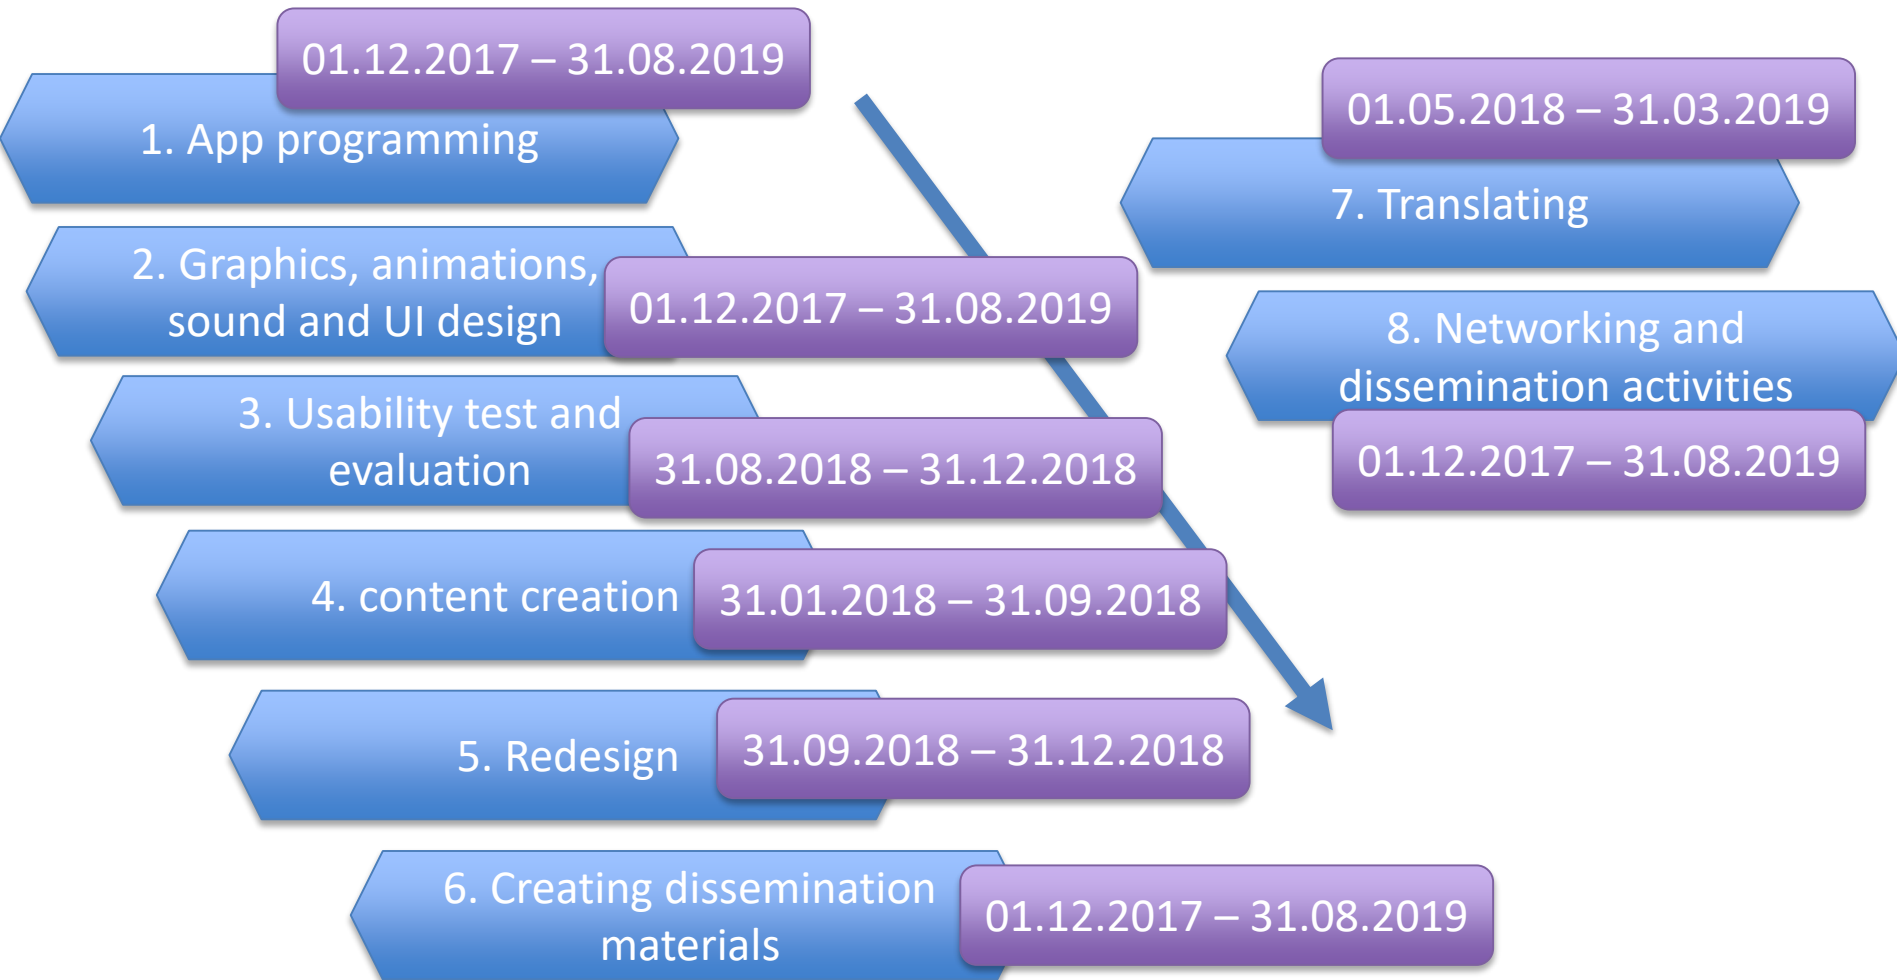 01.12.2017 – 31.08.2019
1. App programming
2. Graphics, animations,
sound and UI design
01.12.2017 – 31.08.2019
3. Usability test and
evaluation
31.08.2018 – 31.12.2018
4. content creation
31.01.2018 – 31.09.2018
5. Redesign
31.09.2018 – 31.12.2018
6. Creating dissemination
materials
01.12.2017 – 31.08.2019
01.05.2018 – 31.03.2019
7. Translating
8. Networking and
dissemination activities
01.12.2017 – 31.08.2019